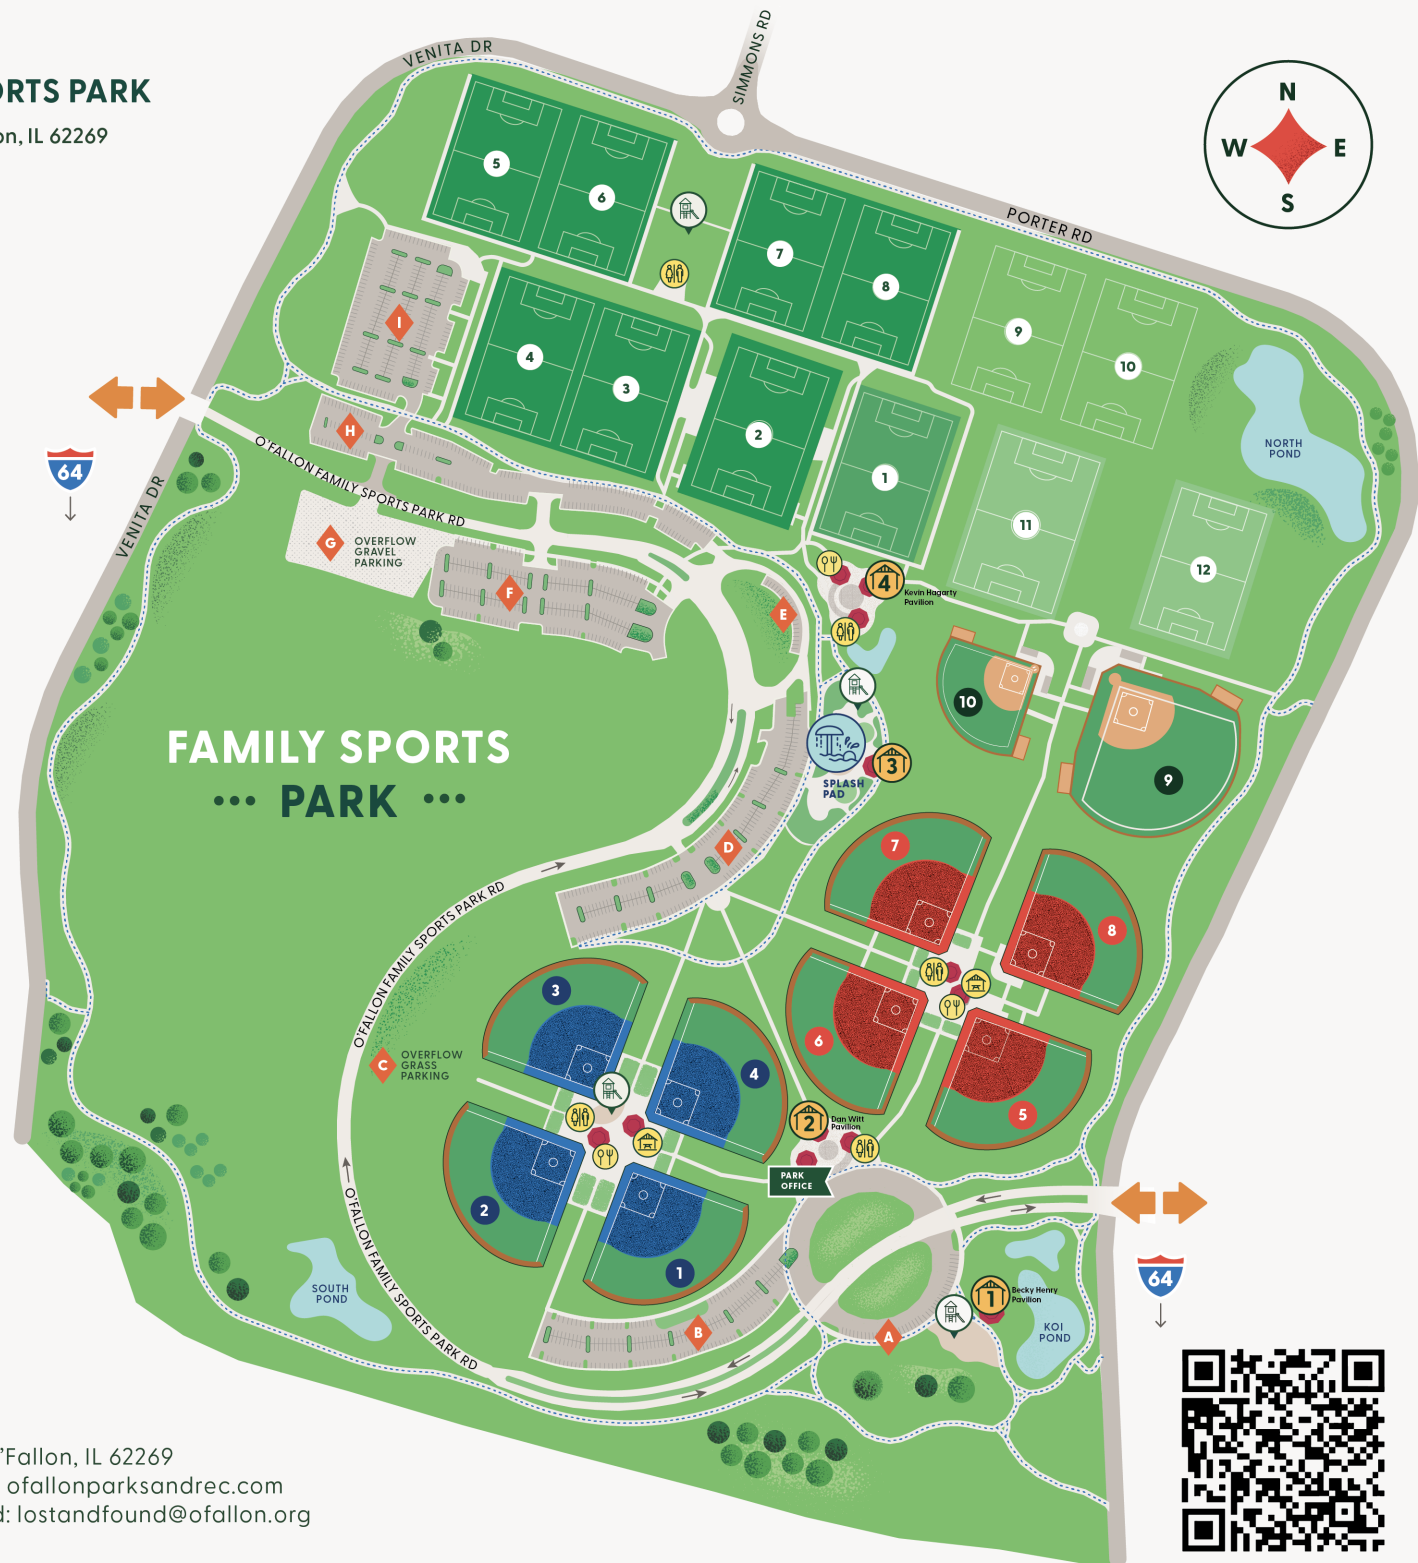 VENITA DR
SIMMONS RD
ORTS PARK
on, IL 62269
N
W E
S
PORTER RD
5
6
7
8
9
10
I
4
3
2
1
11
12
NORTH
POND
H
O'FALLON FAMILY SPORTS PARK RD
64
VENITA DR
G
OVERFLOW
GRAVEL
PARKING
F
E
4
Kevin Hagarty
Pavilion
10
9
FAMILY SPORTS
••• PARK •••
3
SPLASH
PAD
D
7
8
6
5
O'FALLON FAMILY SPORTS PARK RD
C
OVERFLOW
GRASS
PARKING
3
4
2
1
2
Dan Witt
Pavilion
PARK
OFFICE
O'FALLON FAMILY SPORTS PARK RD
SOUTH
POND
B
A
1
Becky Henry
Pavilion
KOI
POND
64
'Fallon, IL 62269
ofallonparksandrec.com
d: lostandfound@ofallon.org